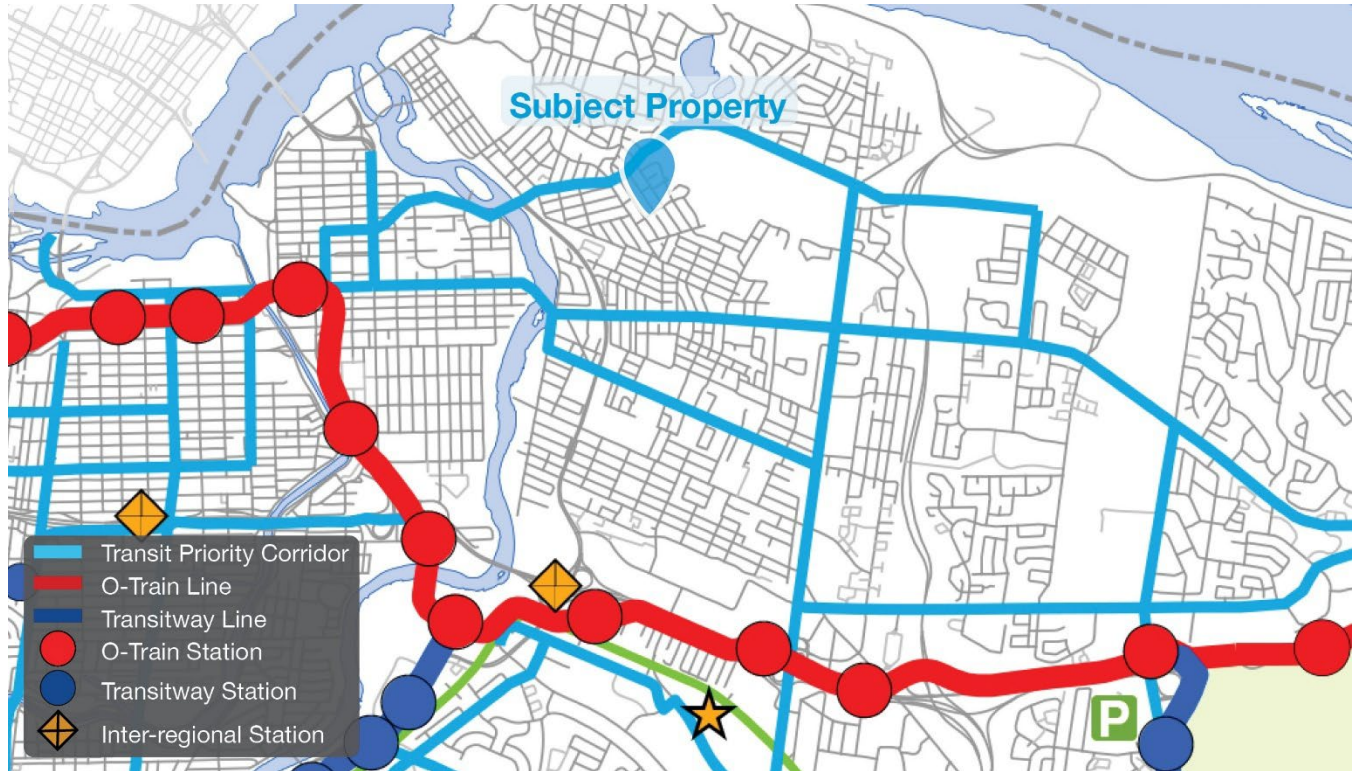 Subject Property
Transit Priority Corridor
O-Train Line
Transitway Line
O-Train Station
Transitway Station
Inter-regional Station
P